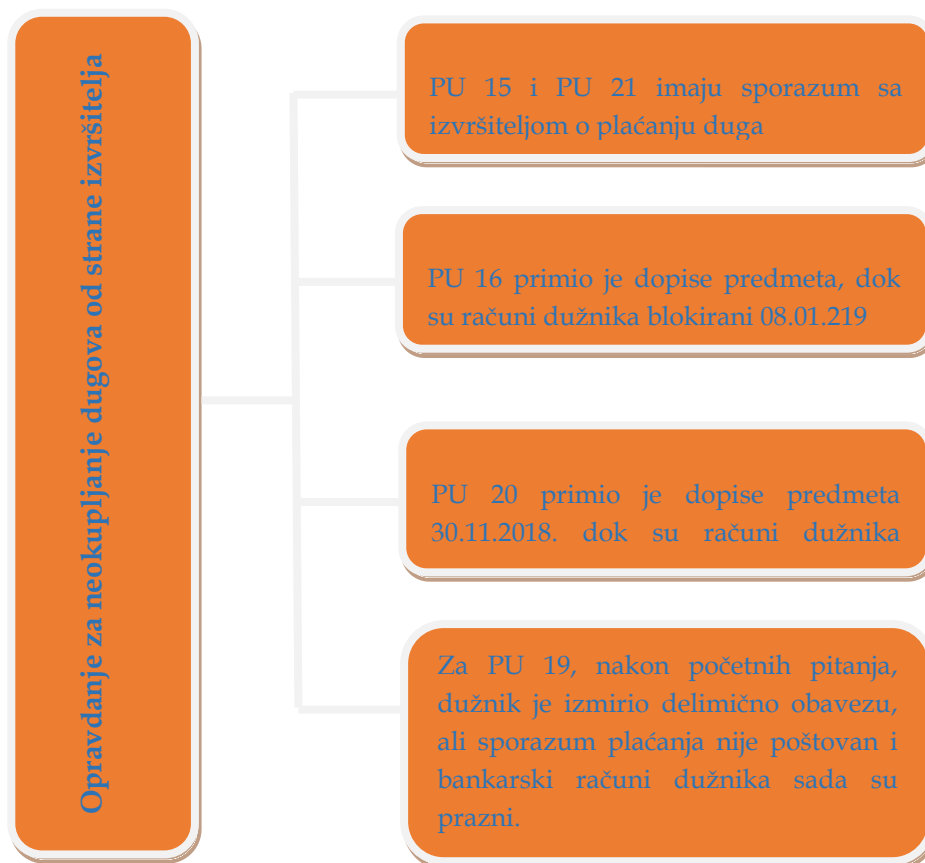 Opravdanje za neokupljanje dugova od strane izvršitelja
PU 15 i PU 21 imaju sporazum sa
izvršiteljom o plaćanju duga
PU 16 primio je dopise predmeta, dok
su računi dužnika blokirani 08.01.219
PU 20 primio je dopise predmeta
30.11.2018. dok su računi dužnika
Za PU 19, nakon početnih pitanja,
dužnik je izmirio delimično obavezu,
ali sporazum plaćanja nije poštovan i
bankarski računi dužnika sada su
prazni.